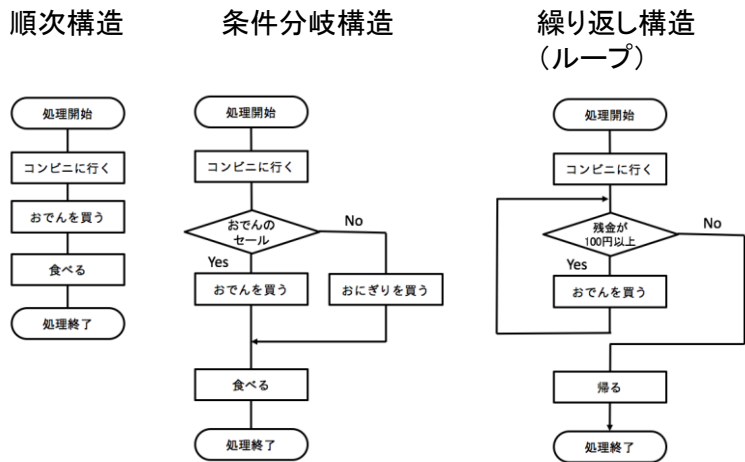 順次構造
処理開始
コンビニに行く
おでんを買う
食べる
処理終了
条件分岐構造
処理開始
コンビニに行く
おでんの
セール
No
Yes
おでんを買う
おにぎりを買う
食べる
処理終了
繰り返し構造
(ループ)
処理開始
コンビニに行く
残金が
100円以上
No
Yes
おでんを買う
帰る
処理終了